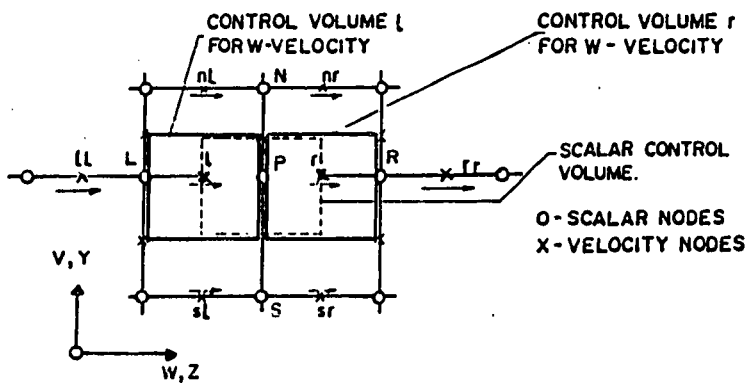 CONTROL VOLUME l
FOR W-VELOCITY
CONTROL VOLUME r
FOR W - VELOCITY
nl
N
nr
ll
L
l
P
r
R
rr
SCALAR CONTROL
VOLUME.
O - SCALAR NODES
X - VELOCITY NODES
V, Y
sl
S
sr
W, Z